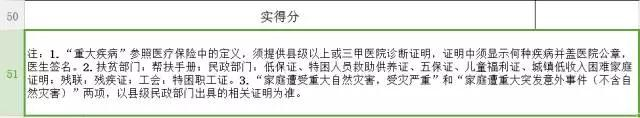 50 实得分
51 注：1.“重大疾病”参照医疗保险中的定义，须提供县级以上或三甲医院诊断证明，证明中须显示何种疾病并盖医院公章，
医生签名。2.扶贫部门：帮扶手册；民政部门：低保证、特困人员救助供养证、五保证、儿童福利证、城镇低收入困难家庭
证明；残联：残疾证；工会：特困职工证。3.“家庭遭受重大自然灾害，受灾严重”和“家庭遭遇重大突发意外事件（不含自
然灾害）”两项，以县级民政部门出具的相关证明为准。